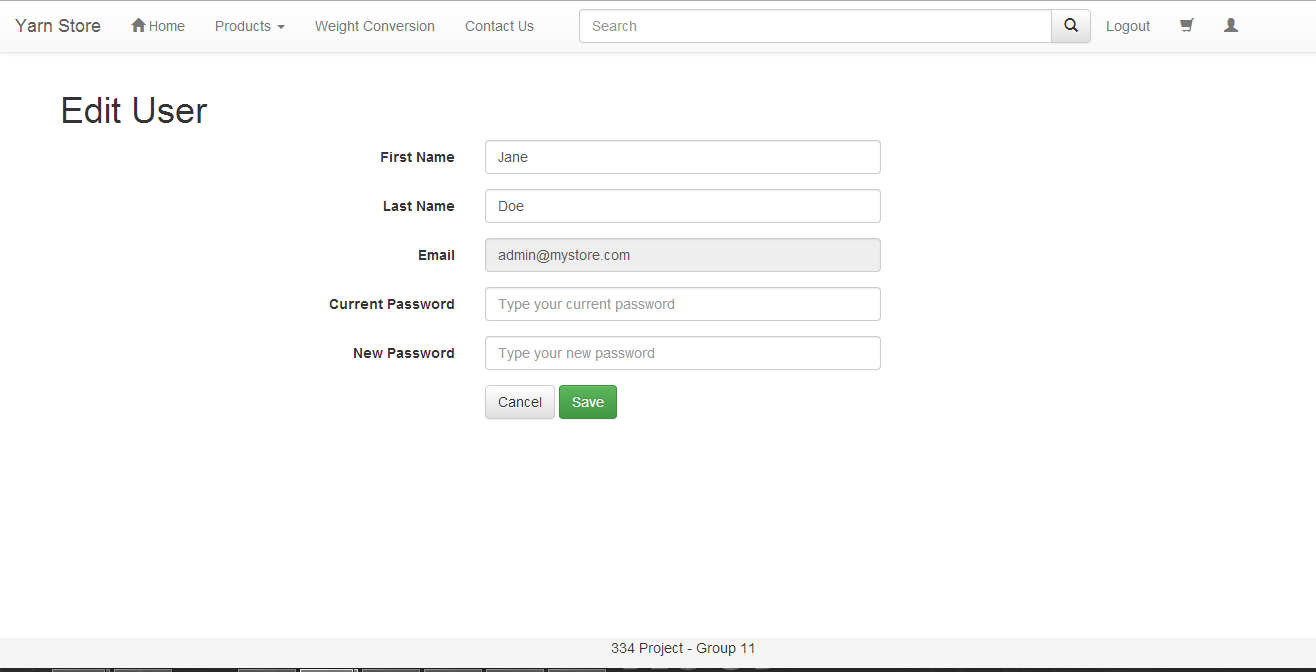 Yarn Store Home Products Weight Conversion Contact Us Search Logout
Edit User
First Name Jane
Last Name Doe
Email admin@mystore.com
Current Password Type your current password
New Password Type your new password
Cancel Save
334 Project - Group 11